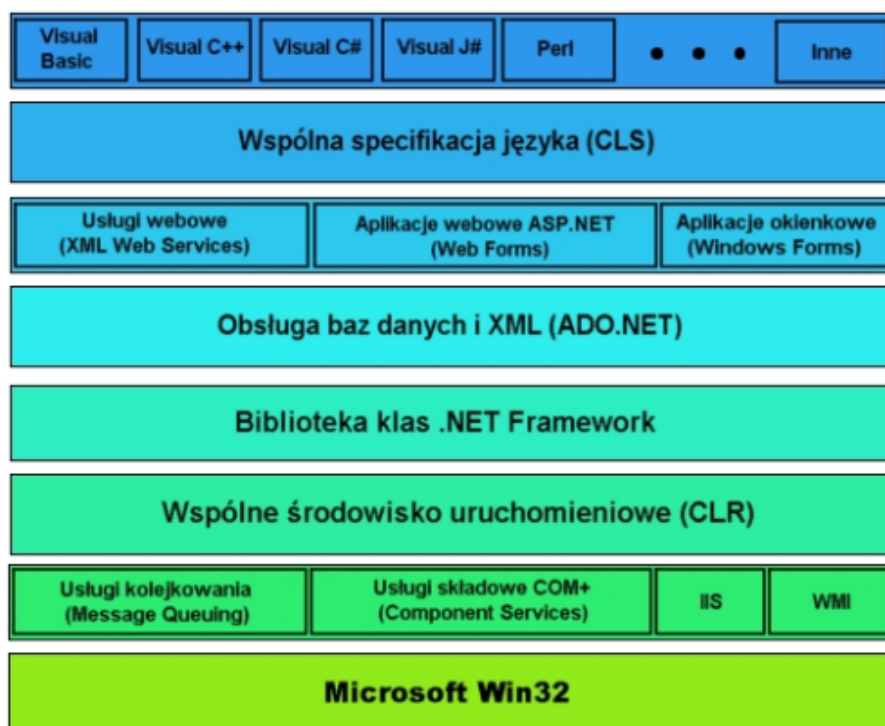 Visual
Basic
Visual C++
Visual C#
Visual J#
Perl
• • •
Inne
Wspólna specifikacja języka (CLS)
Usługi webowe
(XML Web Services)
Aplikacje webowe ASP.NET
(Web Forms)
Aplikacje okienkowe
(Windows Forms)
Obsługa baz danych i XML (ADO.NET)
Biblioteka klas .NET Framework
Wspólne środowisko uruchomieniowe (CLR)
Usługi kolejkowania
(Message Queuing)
Usługi składowe COM+
(Component Services)
IIS
WMI
Microsoft Win32